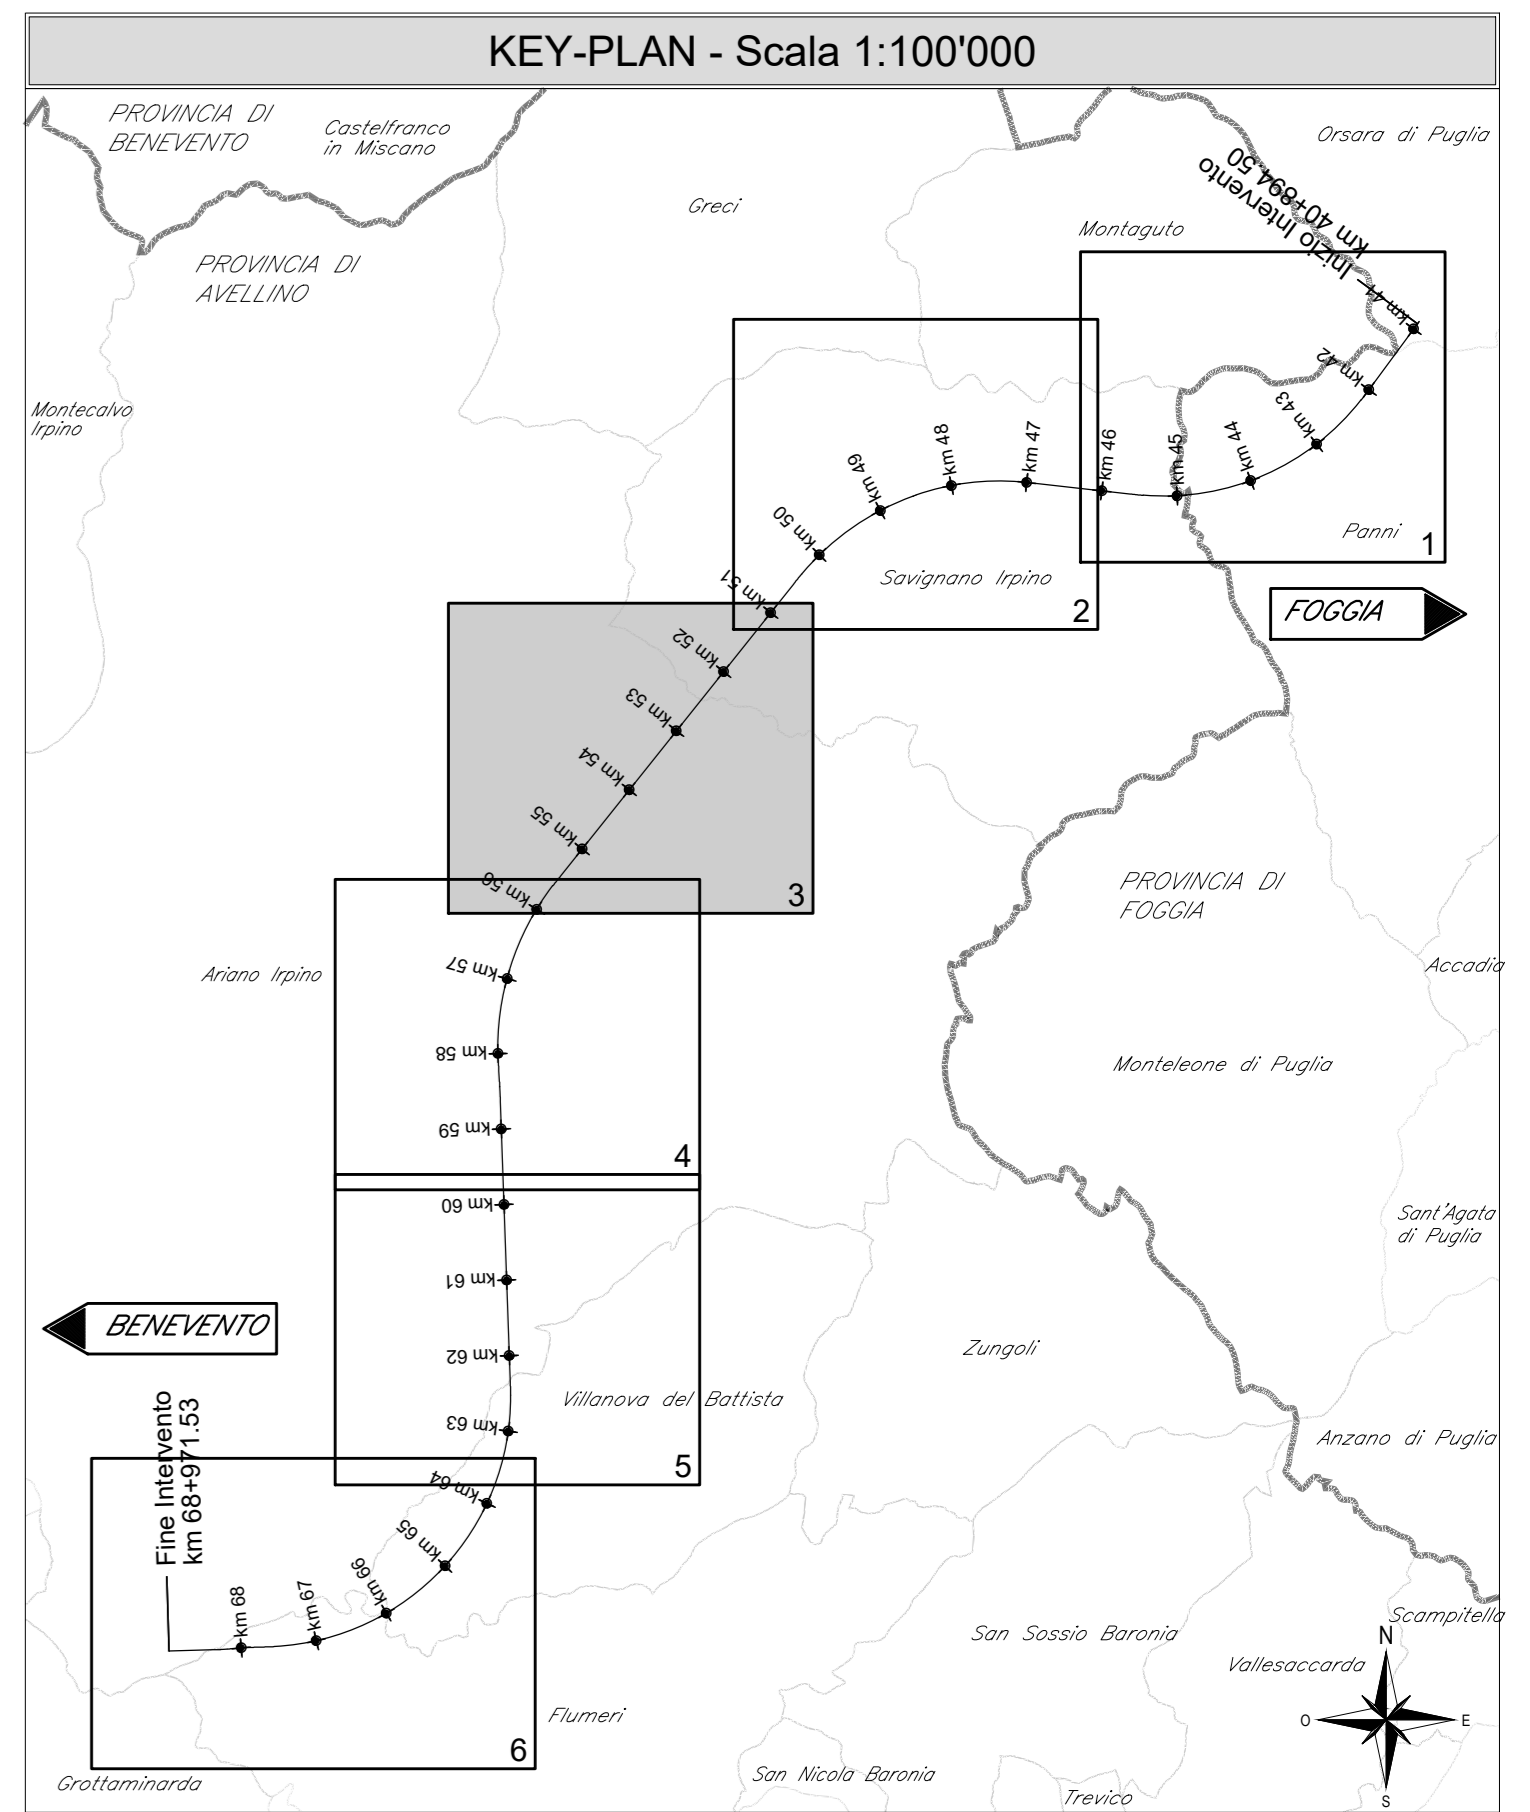 KEY-PLAN - Scala 1:100'000
PROVINCIA DI
BENEVENTO
Castelfranco
in Miscano
Orsara di Puglia
Greci
Montaguto
Inizio Intervento
km 40+894.50
PROVINCIA DI
AVELLINO
km 41
km 42
km 43
km 44
km 45
km 46
km 47
km 48
km 49
km 50
km 51
Montecalvo
Irpino
Panni
1
Savignano Irpino
2
FOGGIA
km 52
km 53
km 54
km 55
km 56
3
PROVINCIA DI
FOGGIA
Ariano Irpino
Accadia
km 57
km 58
km 59
4
Monteleone di Puglia
km 60
km 61
km 62
km 63
Sant'Agata
di Puglia
BENEVENTO
Zungoli
Villanova del Battista
5
Anzano di Puglia
Fine Intervento
km 68+971.53
km 64
km 65
km 66
km 67
km 68
Scampitella
San Sossio Baronia
Vallesaccarda
N
O
E
S
Flumeri
6
Grottaminarda
San Nicola Baronia
Trevico